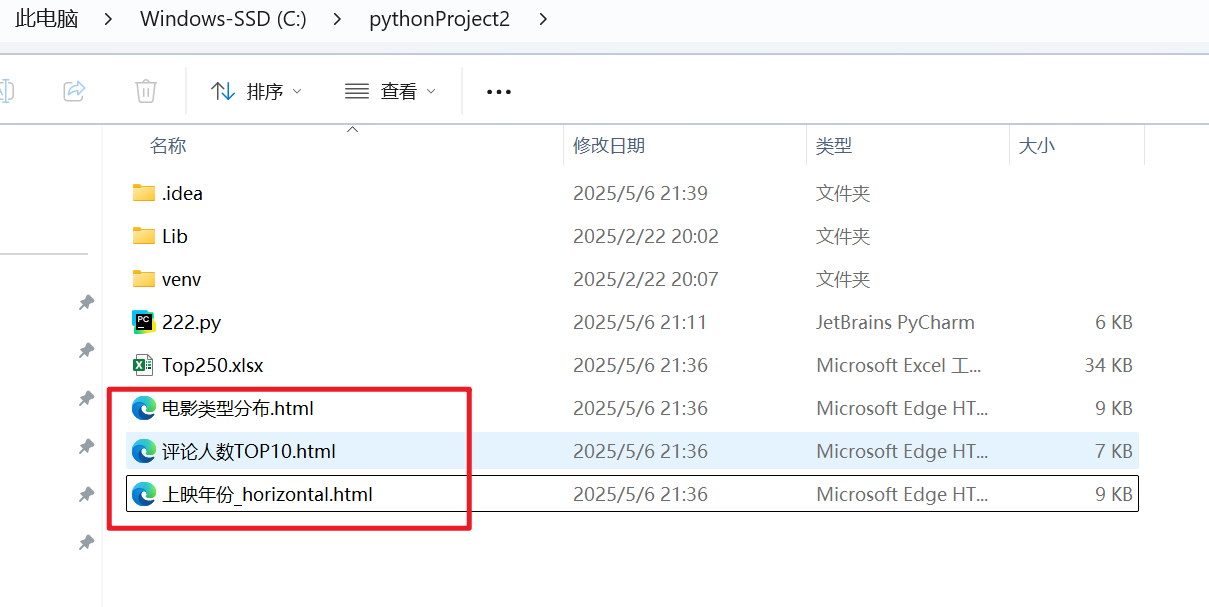 此电脑 > Windows-SSD (C:) > pythonProject2 >
排序 查看 ...
名称 修改日期 类型 大小
.idea 2025/5/6 21:39 文件夹
Lib 2025/2/22 20:02 文件夹
venv 2025/2/22 20:07 文件夹
PC 222.py 2025/5/6 21:11 JetBrains PyCharm 6 KB
Top250.xlsx 2025/5/6 21:36 Microsoft Excel 工... 34 KB
电影类型分布.html 2025/5/6 21:36 Microsoft Edge HT... 9 KB
评论人数TOP10.html 2025/5/6 21:36 Microsoft Edge HT... 7 KB
上映年份_horizontal.html 2025/5/6 21:36 Microsoft Edge HT... 9 KB